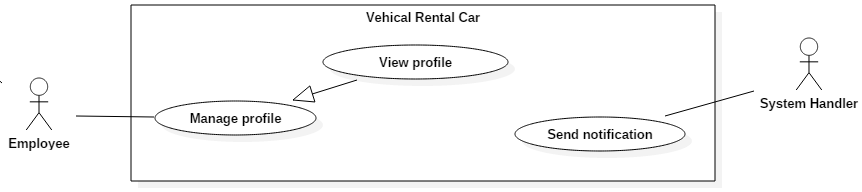 Vehical Rental Car
View profile
System Handler
Manage profile
Send notification
Employee